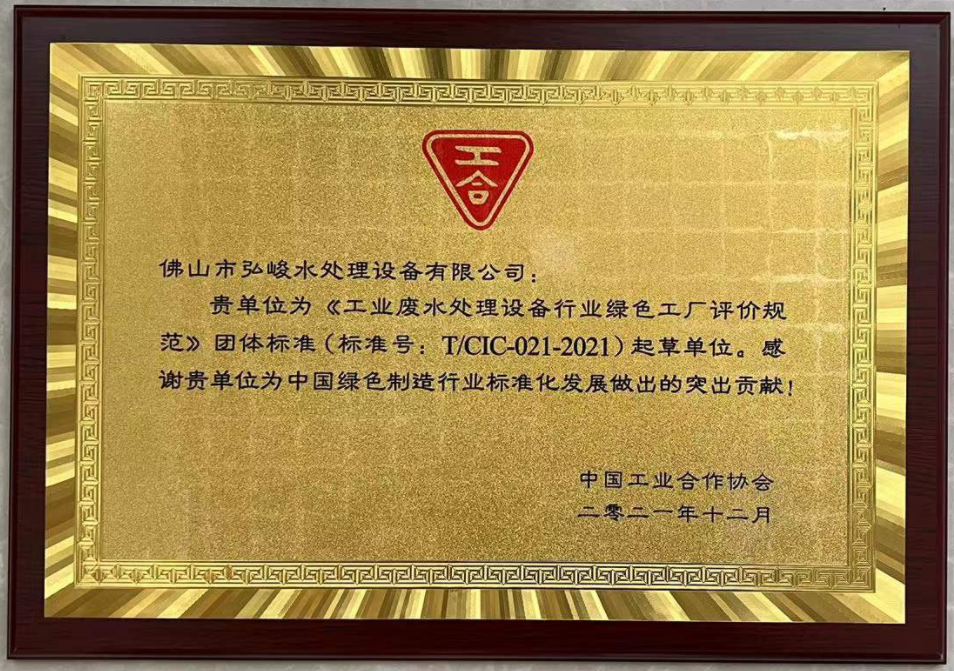 工
合
佛山市弘峻水处理设备有限公司：
贵单位为《工业废水处理设备行业绿色工厂评价规
范》团体标准（标准号：T/CIC-021-2021）起草单位。感
谢贵单位为中国绿色制造行业标准化发展做出的突出贡献！
中国工业合作协会
二零二一年十二月